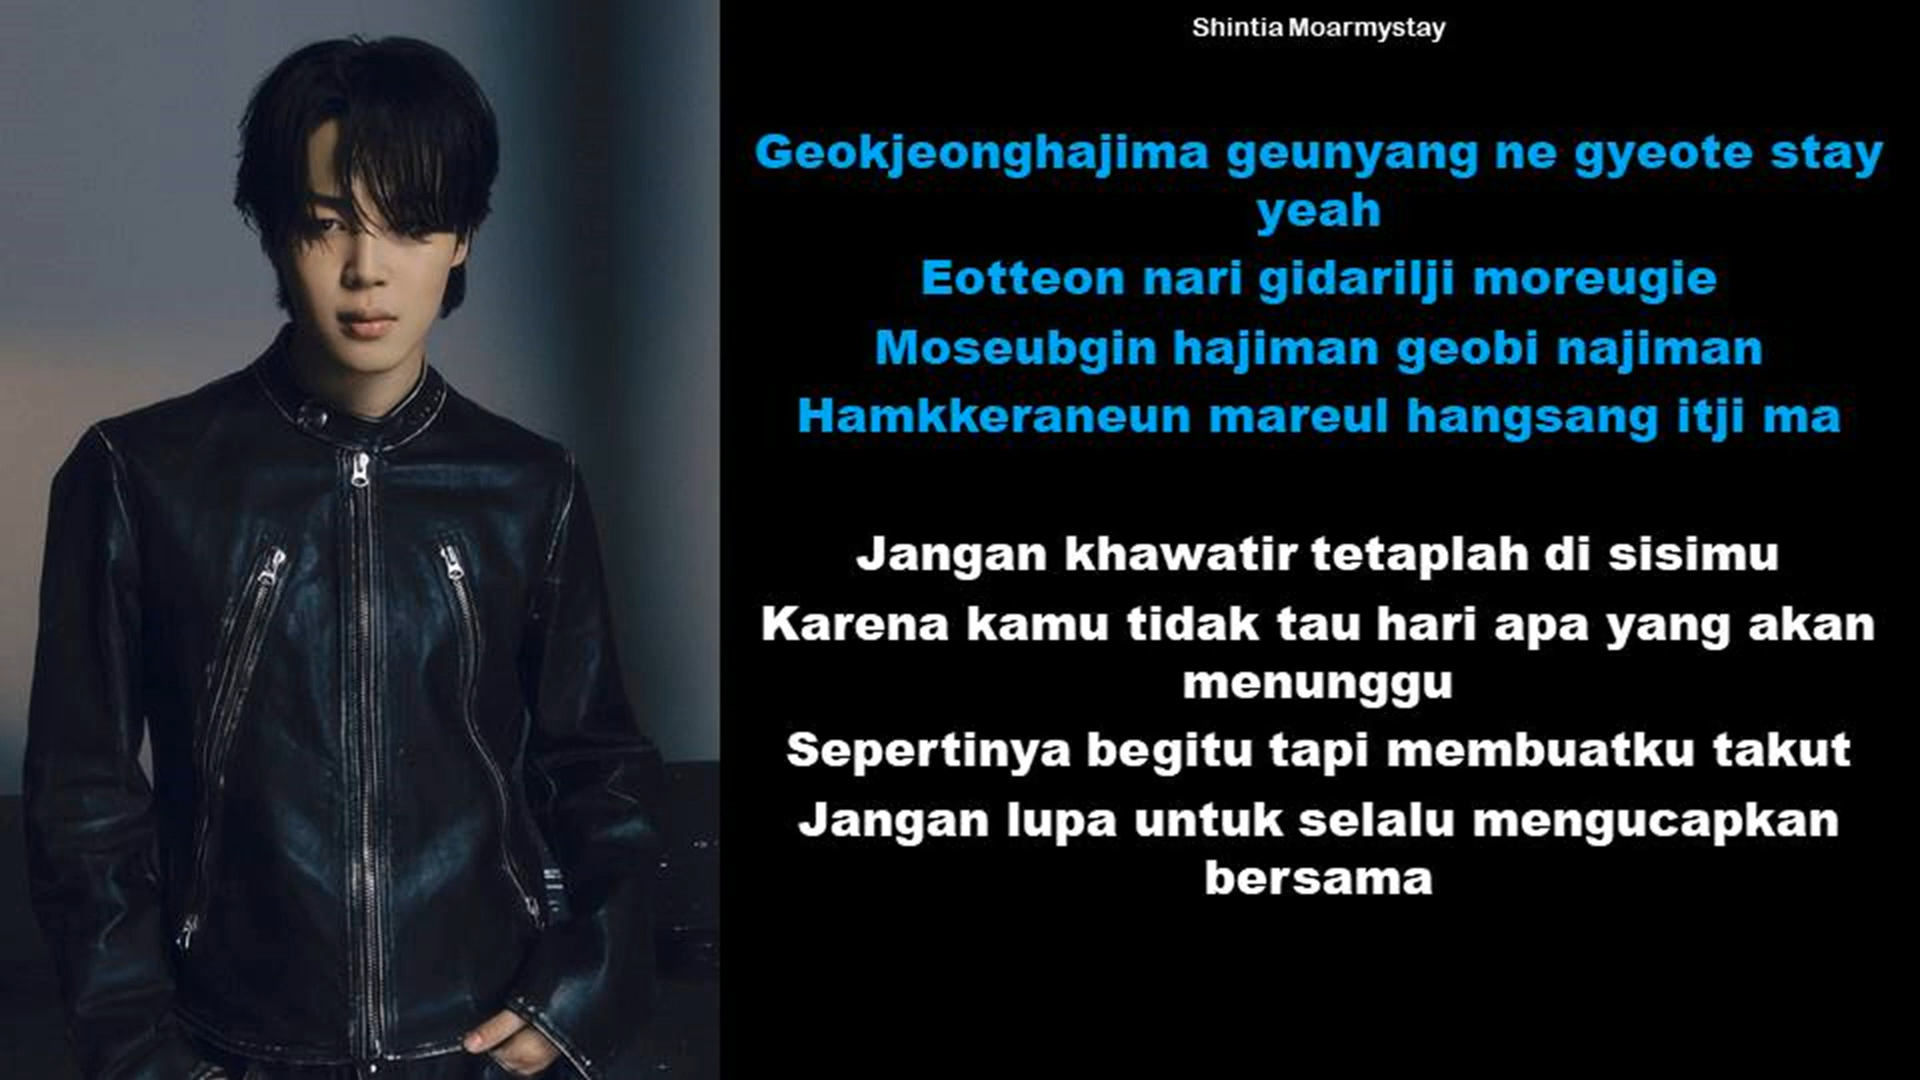 Shintia Moarmystay
Geokjeonghajima geunyang ne gyeote stay
yeah
Eotteon nari gidarilji moreugie
Moseubgin hajiman geobi najiman
Hamkkeraneun mareul hangsang itji ma
Jangan khawatir tetaplah di sisimu
Karena kamu tidak tau hari apa yang akan
menunggu
Sepertinya begitu tapi membuatku takut
Jangan lupa untuk selalu mengucapkan
bersama